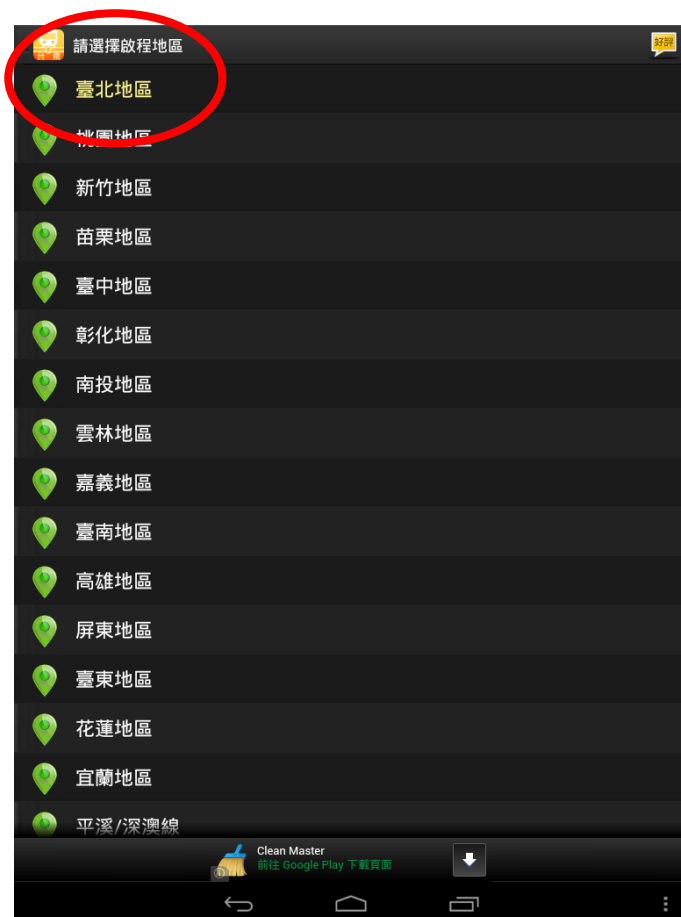 請選擇啟程地區
好評
臺北地區
桃園地區
新竹地區
苗栗地區
臺中地區
彰化地區
南投地區
雲林地區
嘉義地區
臺南地區
高雄地區
屏東地區
臺東地區
花蓮地區
宜蘭地區
平溪/深澳線
Clean Master
前往 Google Play 下載頁面